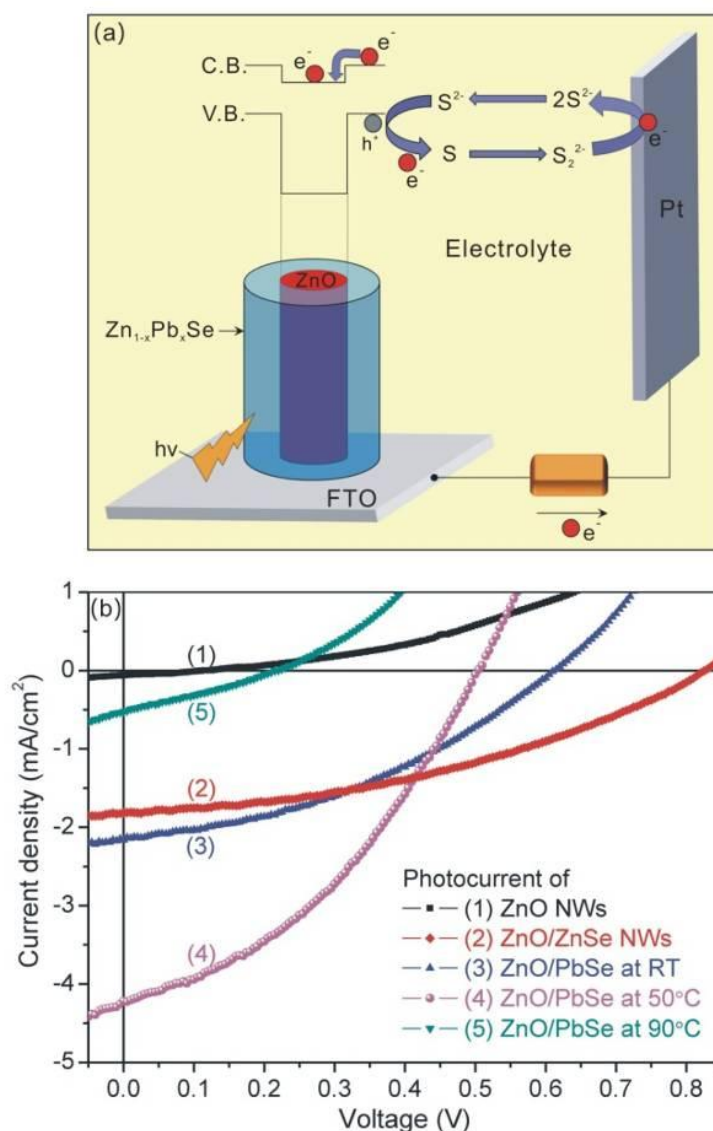 (a)
C.B.
e⁻
e⁻
V.B.
h⁺
S²⁻
2S²⁻
e⁻
S
S₂²⁻
e⁻
Pt
Electrolyte
ZnO
Zn₁₋ₓPbₓSe
hν
FTO
e⁻
(b)
1
0
-1
-2
-3
-4
-5
Current density (mA/cm²)
(1)
(5)
(2)
(3)
(4)
Photocurrent of
(1) ZnO NWs
(2) ZnO/ZnSe NWs
(3) ZnO/PbSe at RT
(4) ZnO/PbSe at 50°C
(5) ZnO/PbSe at 90°C
0.0 0.1 0.2 0.3 0.4 0.5 0.6 0.7 0.8
Voltage (V)